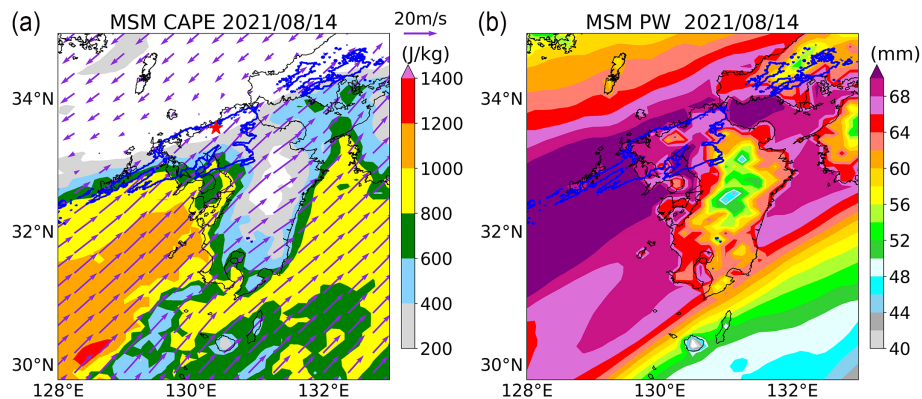 (a)
MSM CAPE 2021/08/14
20m/s
(J/kg)
1400
1200
1000
800
600
400
200
34°N
32°N
30°N
128°E
130°E
132°E
(b)
MSM PW 2021/08/14
(mm)
68
64
60
56
52
48
44
40
34°N
32°N
30°N
128°E
130°E
132°E